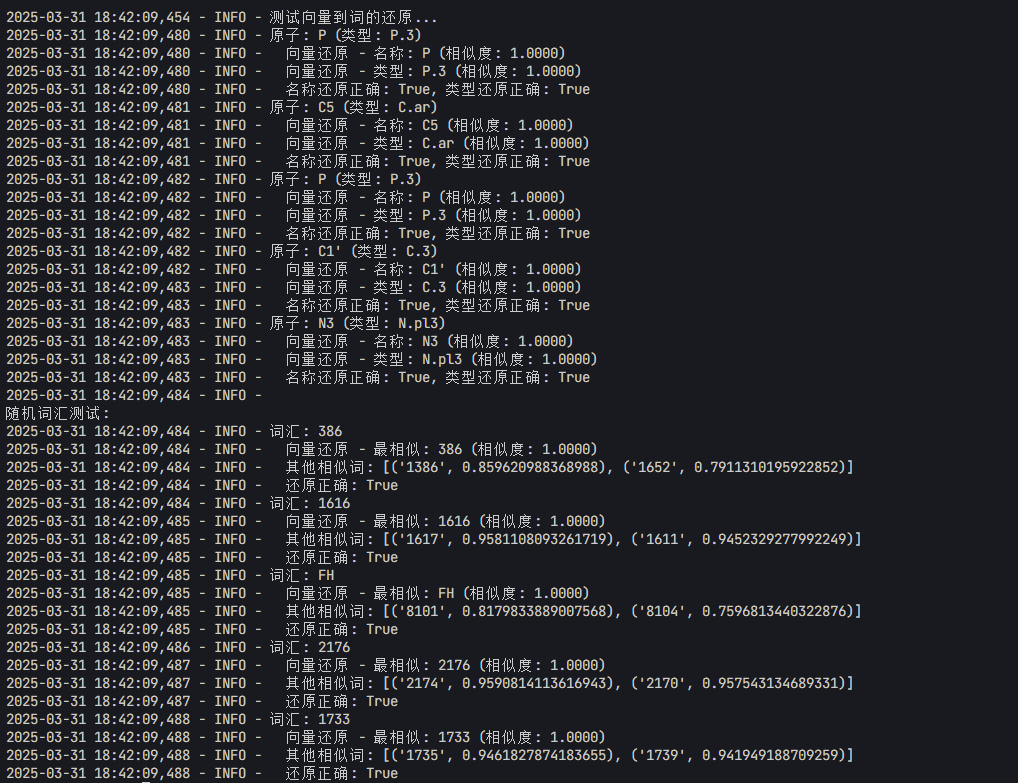 2025-03-31 18:42:09,454 - INFO - 测试向量到词的还原...
2025-03-31 18:42:09,480 - INFO - 原子: P (类型: P.3)
2025-03-31 18:42:09,480 - INFO -   向量还原 - 名称: P (相似度: 1.0000)
2025-03-31 18:42:09,480 - INFO -   向量还原 - 类型: P.3 (相似度: 1.0000)
2025-03-31 18:42:09,480 - INFO -   名称还原正确: True, 类型还原正确: True
2025-03-31 18:42:09,481 - INFO - 原子: C5 (类型: C.ar)
2025-03-31 18:42:09,481 - INFO -   向量还原 - 名称: C5 (相似度: 1.0000)
2025-03-31 18:42:09,481 - INFO -   向量还原 - 类型: C.ar (相似度: 1.0000)
2025-03-31 18:42:09,481 - INFO -   名称还原正确: True, 类型还原正确: True
2025-03-31 18:42:09,482 - INFO - 原子: P (类型: P.3)
2025-03-31 18:42:09,482 - INFO -   向量还原 - 名称: P (相似度: 1.0000)
2025-03-31 18:42:09,482 - INFO -   向量还原 - 类型: P.3 (相似度: 1.0000)
2025-03-31 18:42:09,482 - INFO -   名称还原正确: True, 类型还原正确: True
2025-03-31 18:42:09,482 - INFO - 原子: C1' (类型: C.3)
2025-03-31 18:42:09,482 - INFO -   向量还原 - 名称: C1' (相似度: 1.0000)
2025-03-31 18:42:09,483 - INFO -   向量还原 - 类型: C.3 (相似度: 1.0000)
2025-03-31 18:42:09,483 - INFO -   名称还原正确: True, 类型还原正确: True
2025-03-31 18:42:09,483 - INFO - 原子: N3 (类型: N.pl3)
2025-03-31 18:42:09,483 - INFO -   向量还原 - 名称: N3 (相似度: 1.0000)
2025-03-31 18:42:09,483 - INFO -   向量还原 - 类型: N.pl3 (相似度: 1.0000)
2025-03-31 18:42:09,483 - INFO -   名称还原正确: True, 类型还原正确: True
2025-03-31 18:42:09,484 - INFO -
随机词汇测试:
2025-03-31 18:42:09,484 - INFO - 词汇: 386
2025-03-31 18:42:09,484 - INFO -   向量还原 - 最相似: 386 (相似度: 1.0000)
2025-03-31 18:42:09,484 - INFO -   其他相似词: [('1386', 0.859620988368988), ('1652', 0.7911310195922852)]
2025-03-31 18:42:09,484 - INFO -   还原正确: True
2025-03-31 18:42:09,484 - INFO - 词汇: 1616
2025-03-31 18:42:09,485 - INFO -   向量还原 - 最相似: 1616 (相似度: 1.0000)
2025-03-31 18:42:09,485 - INFO -   其他相似词: [('1617', 0.9581108093261719), ('1611', 0.9452329277992249)]
2025-03-31 18:42:09,485 - INFO -   还原正确: True
2025-03-31 18:42:09,485 - INFO - 词汇: FH
2025-03-31 18:42:09,485 - INFO -   向量还原 - 最相似: FH (相似度: 1.0000)
2025-03-31 18:42:09,485 - INFO -   其他相似词: [('8101', 0.8179833889007568), ('8104', 0.7596813440322876)]
2025-03-31 18:42:09,485 - INFO -   还原正确: True
2025-03-31 18:42:09,486 - INFO - 词汇: 2176
2025-03-31 18:42:09,487 - INFO -   向量还原 - 最相似: 2176 (相似度: 1.0000)
2025-03-31 18:42:09,487 - INFO -   其他相似词: [('2174', 0.9590814113616943), ('2170', 0.957543134689331)]
2025-03-31 18:42:09,487 - INFO -   还原正确: True
2025-03-31 18:42:09,488 - INFO - 词汇: 1733
2025-03-31 18:42:09,488 - INFO -   向量还原 - 最相似: 1733 (相似度: 1.0000)
2025-03-31 18:42:09,488 - INFO -   其他相似词: [('1735', 0.9461827874183655), ('1739', 0.941949188709259)]
2025-03-31 18:42:09,488 - INFO -   还原正确: True